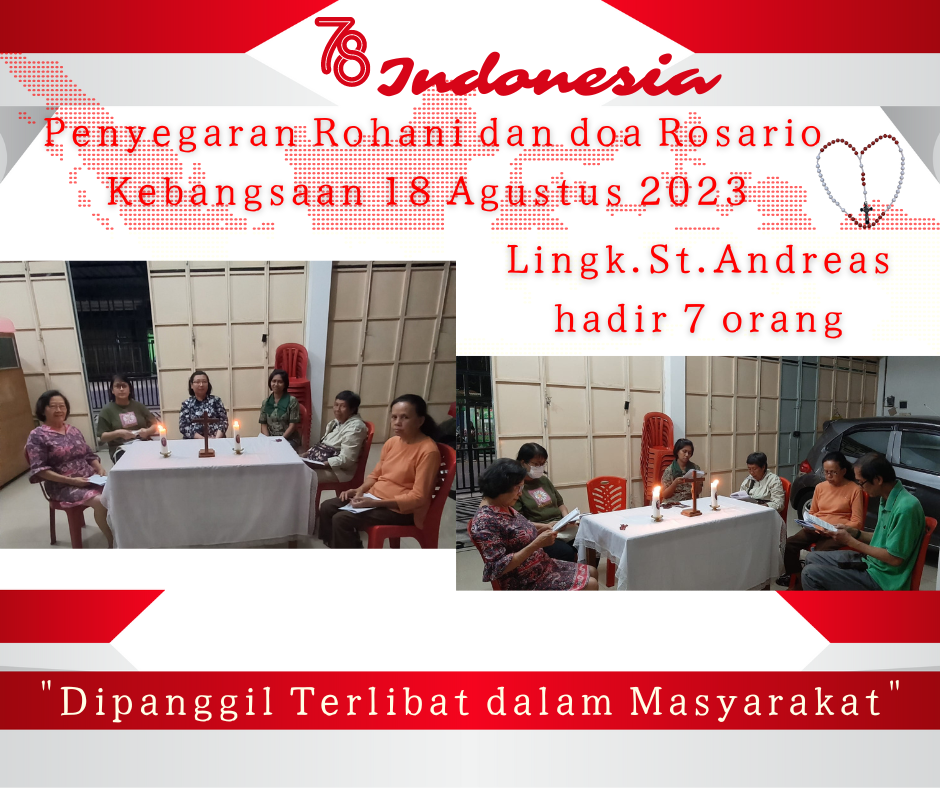 78 Indonesia
Penyegaran Rohani dan doa Rosario
Kebangsaan 18 Agustus 2023
Lingk.St.Andreas
hadir 7 orang
"Dipanggil Terlibat dalam Masyarakat"